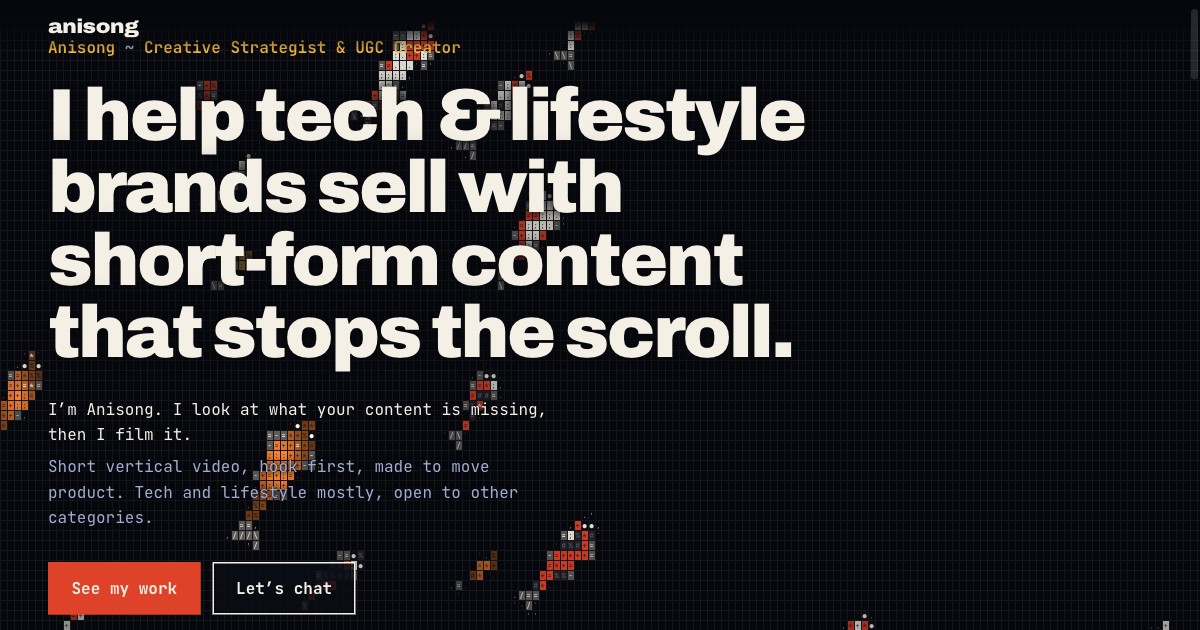 anisong
Anisong ~ Creative Strategist & UGC Creator
I help tech & lifestyle
brands sell with
short-form content
that stops the scroll.
I’m Anisong. I look at what your content is missing,
then I film it.
Short vertical video, hook first, made to move
product. Tech and lifestyle mostly, open to other
categories.
See my work
Let’s chat